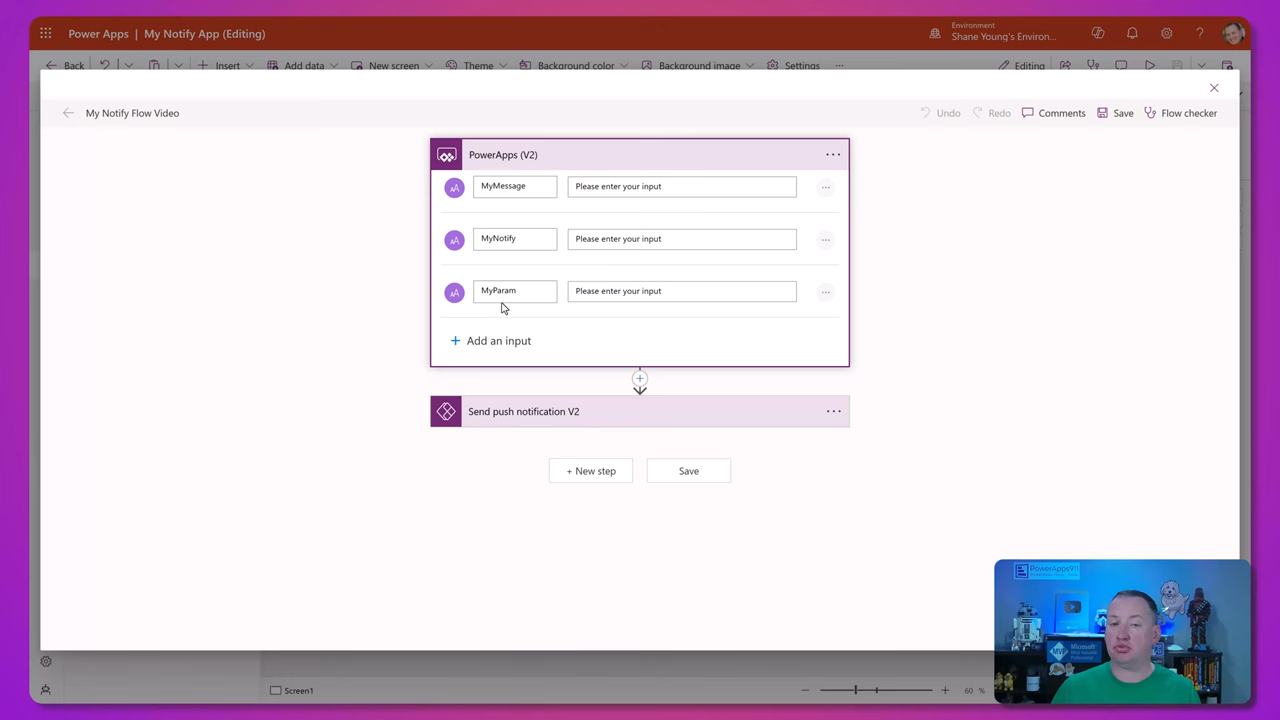 Power Apps | My Notify App (Editing)
Environment
Shane Young's Environ...
Back
Insert
Add data
New screen
Theme
Background color
Background image
Settings
Editing
My Notify Flow Video
Undo
Redo
Comments
Save
Flow checker
PowerApps (V2)
MyMessage
Please enter your input
MyNotify
Please enter your input
MyParam
Please enter your input
Add an input
Send push notification V2
+ New step
Save
PowerApps911
Microsoft
MVP
Screen1
60 %